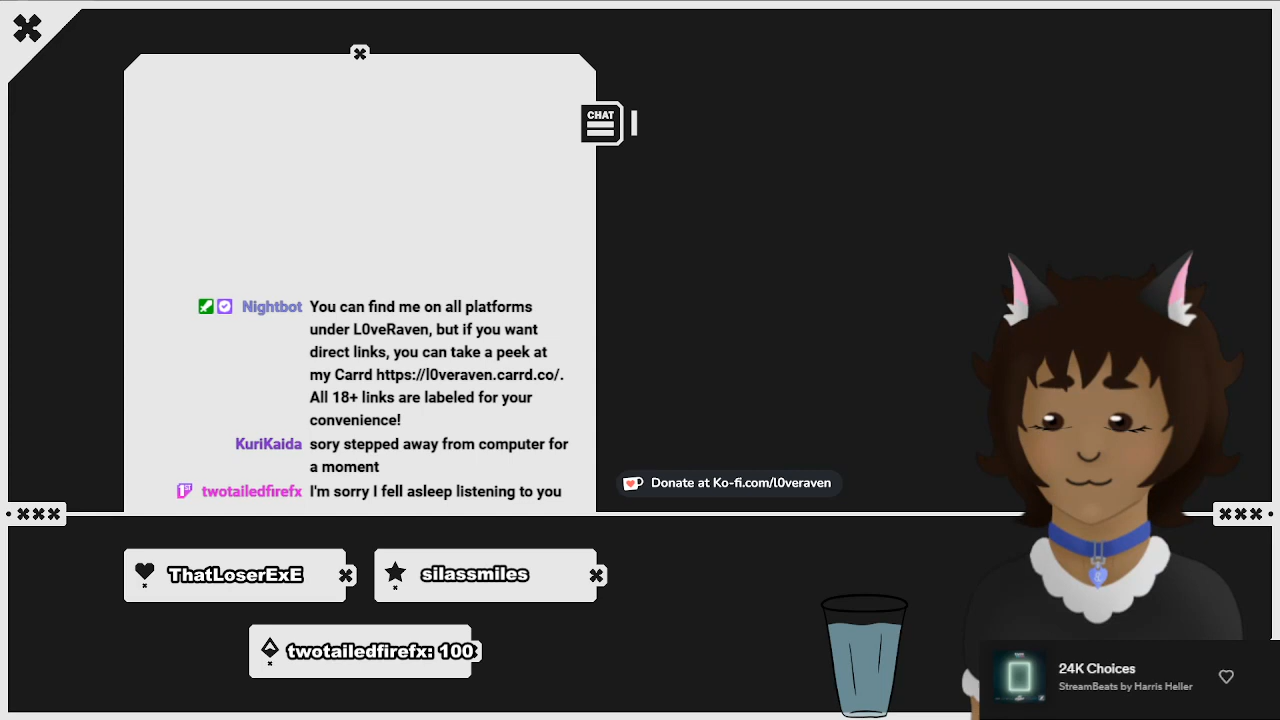 CHAT
Nightbot You can find me on all platforms
under L0veRaven, but if you want
direct links, you can take a peek at
my Carrd https://l0veraven.carrd.co/.
All 18+ links are labeled for your
convenience!
KuriKaida sory stepped away from computer for
a moment
twotailedfirefx I'm sorry I fell asleep listening to you
Donate at Ko-fi.com/l0veraven
ThatLoserExE
silassmiles
twotailedfirefx: 100
24K Choices
StreamBeats by Harris Heller